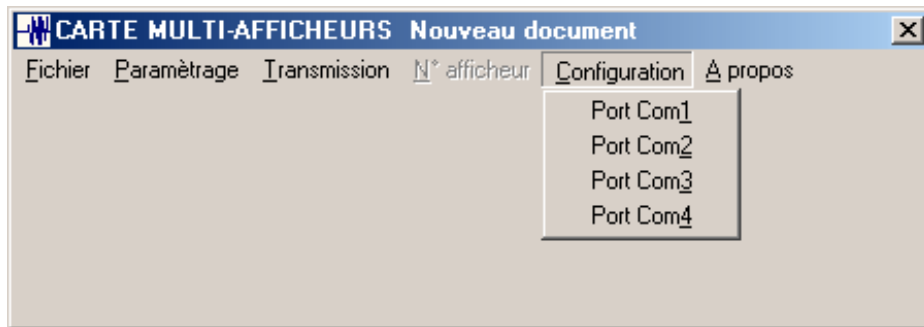 CARTE MULTI-AFFICHEURS Nouveau document
Fichier Paramètrage Transmission N° afficheur Configuration A propos
Port Com1
Port Com2
Port Com3
Port Com4